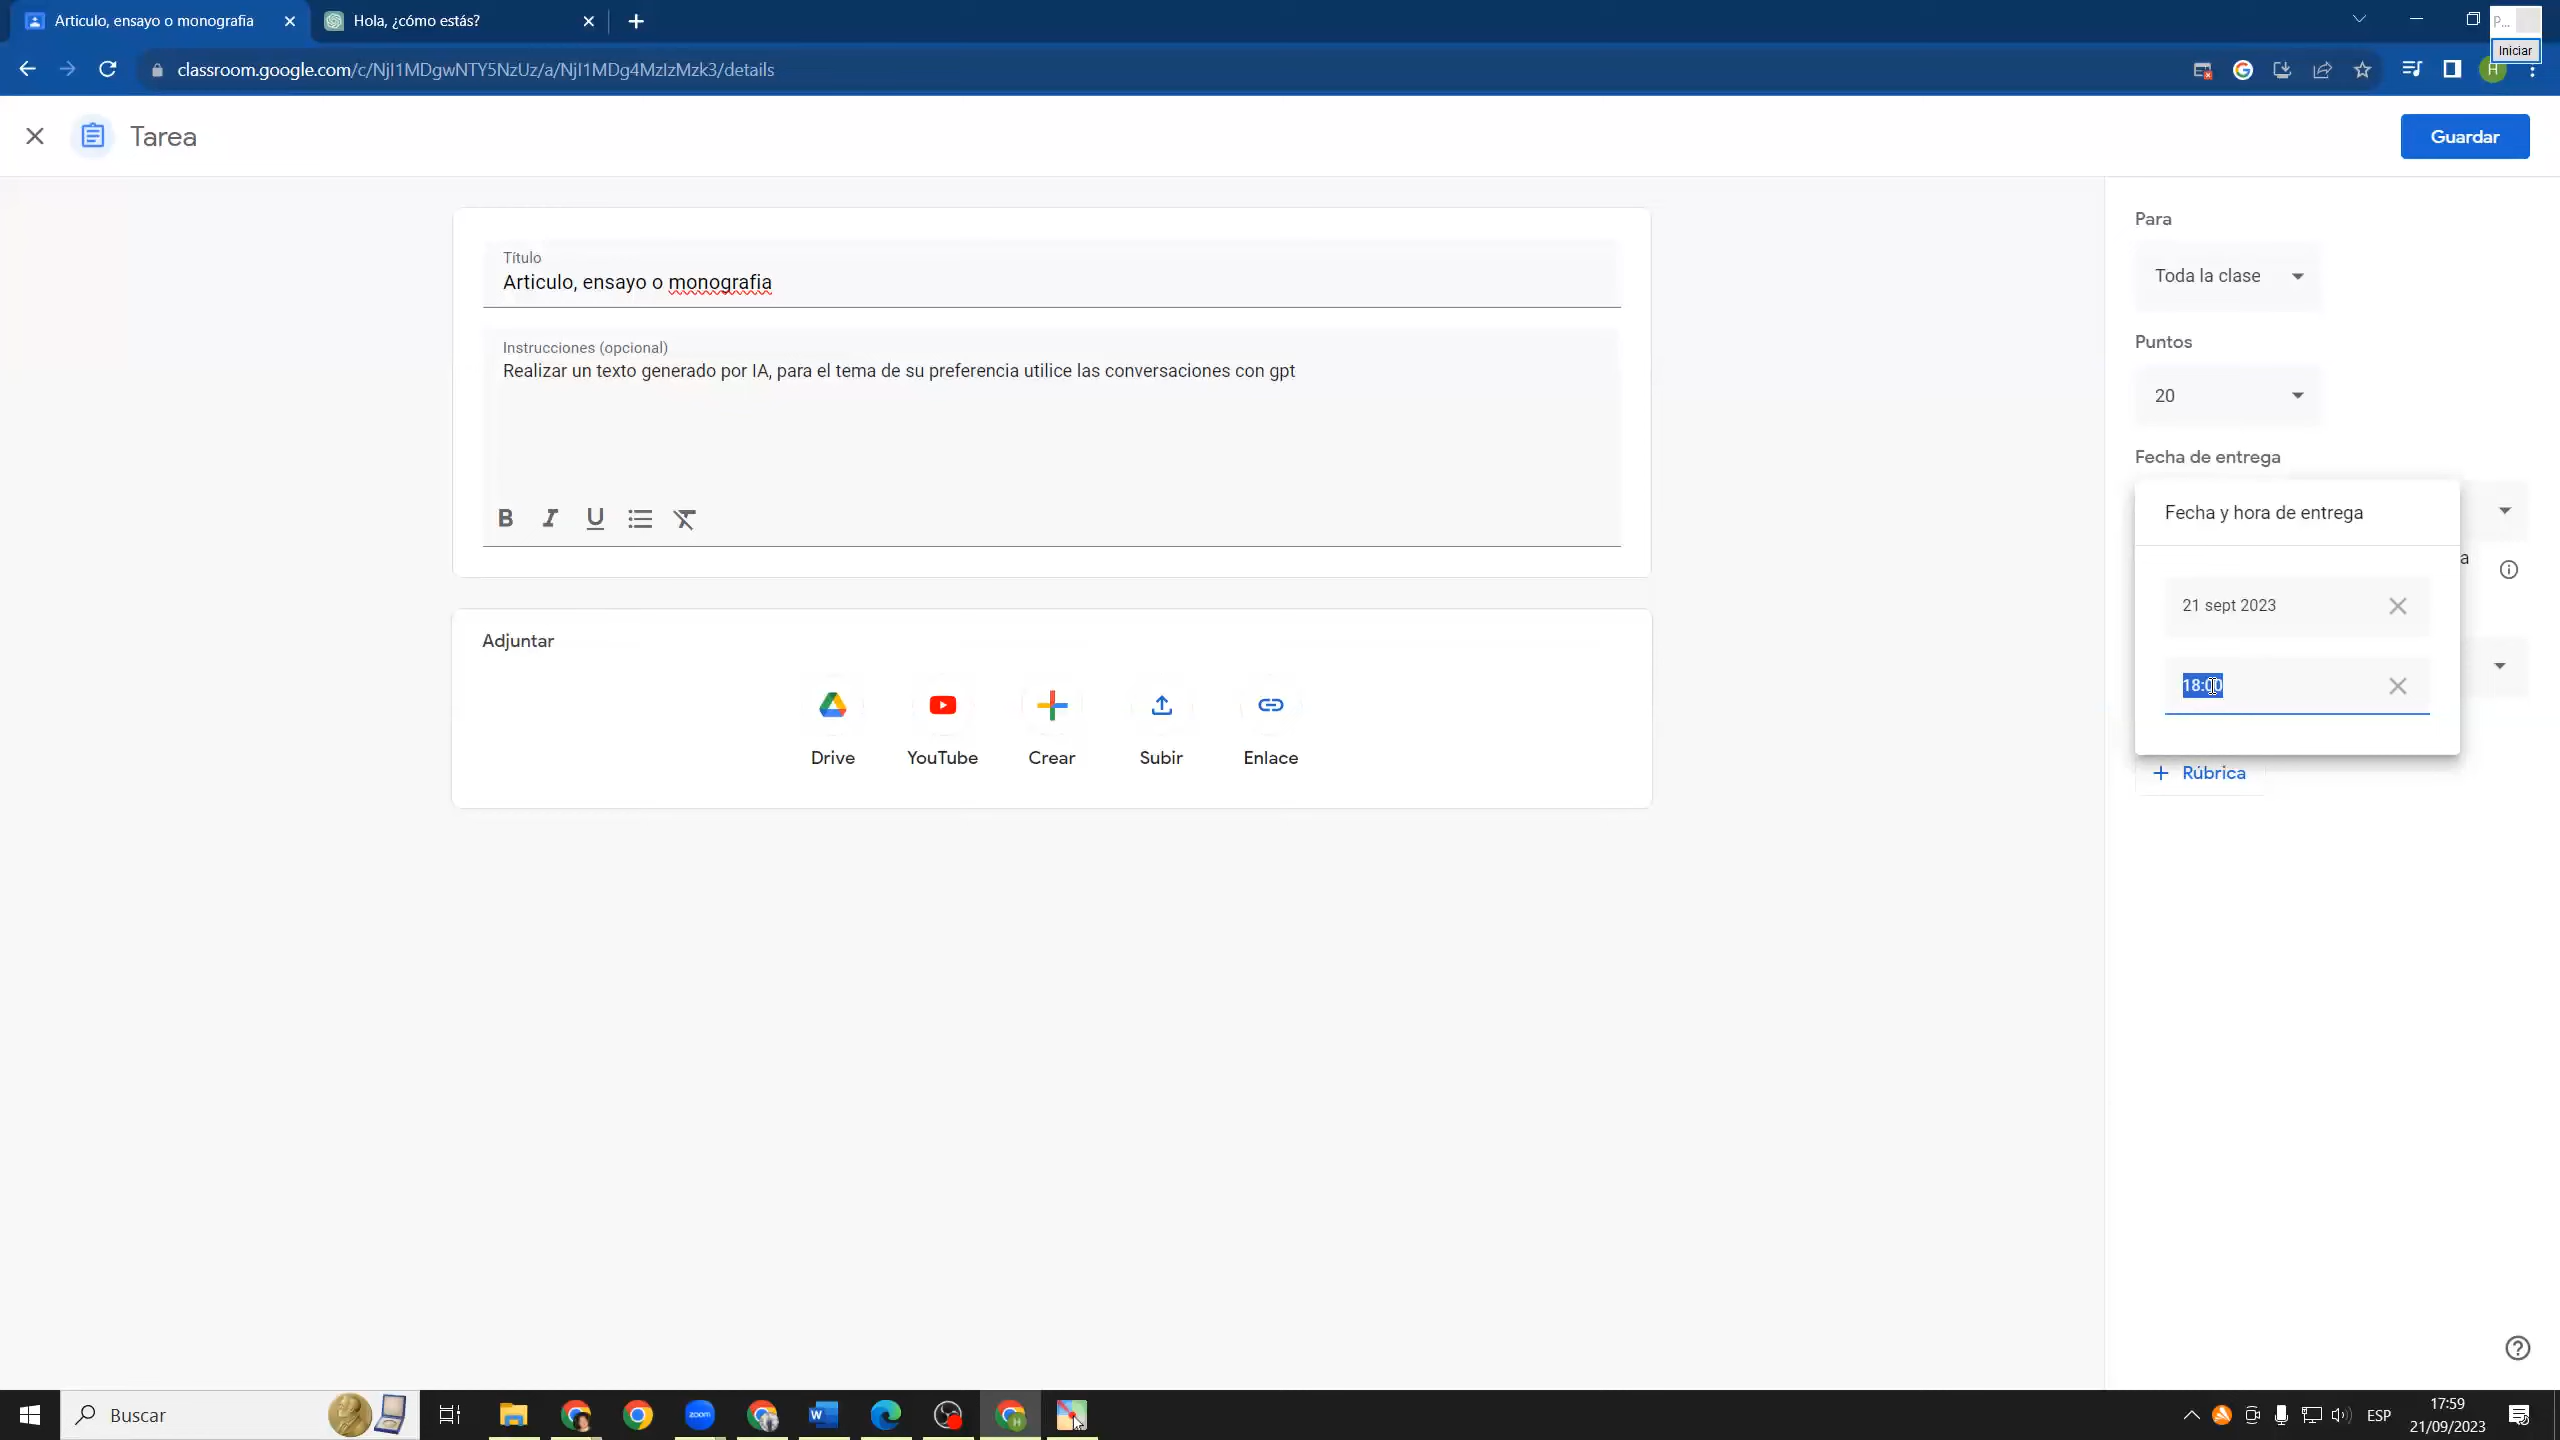 Articulo, ensayo o monografia
Hola, ¿cómo estás?
P...
Iniciar
classroom.google.com/c/NjI1MDgwNTY5NzUz/a/NjI1MDg4MzIzMzk3/details
H
Tarea
Guardar
Título
Articulo, ensayo o monografia
Instrucciones (opcional)
Realizar un texto generado por IA, para el tema de su preferencia utilice las conversaciones con gpt
B I U
Adjuntar
Drive
YouTube
Crear
Subir
Enlace
Para
Toda la clase
Puntos
20
Fecha de entrega
Fecha y hora de entrega
a
21 sept 2023
18:00
Rúbrica
Buscar
zoom
ESP
17:59
21/09/2023